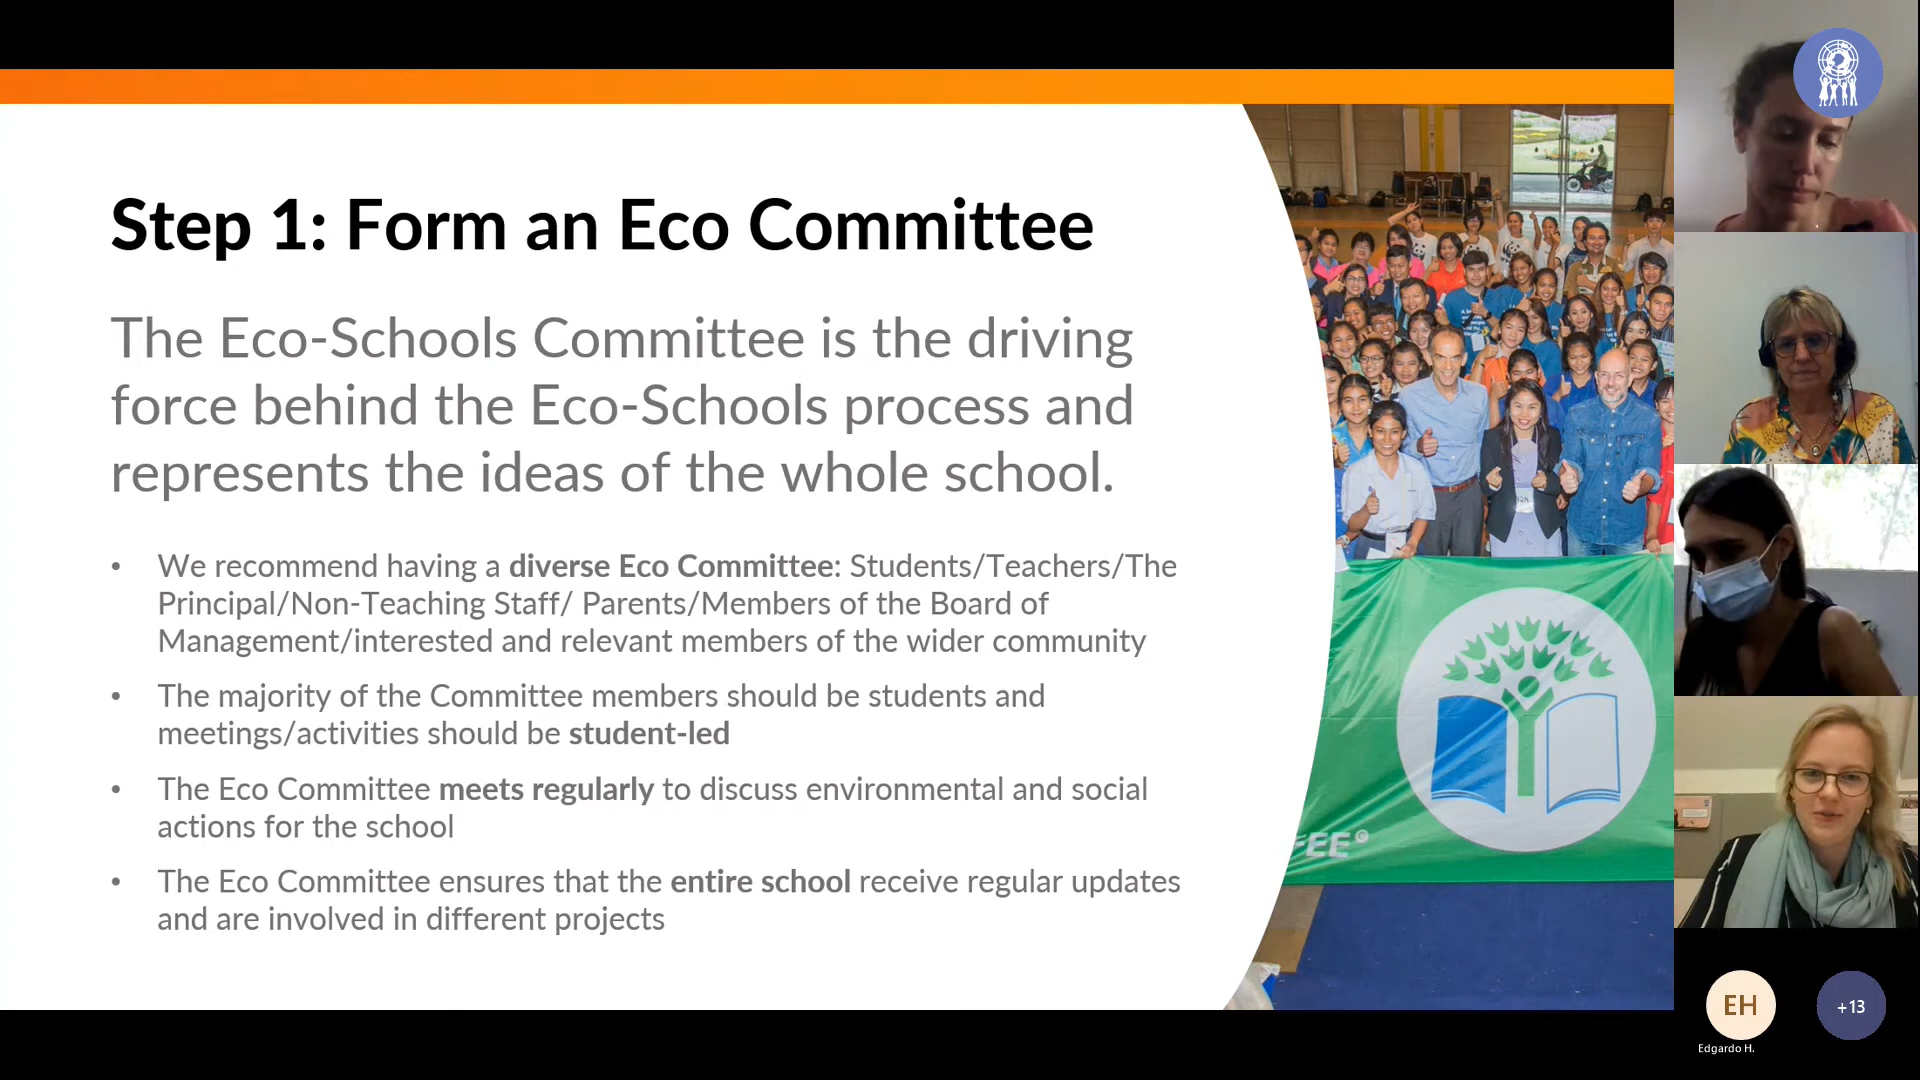 Step 1: Form an Eco Committee
The Eco-Schools Committee is the driving
force behind the Eco-Schools process and
represents the ideas of the whole school.
• We recommend having a diverse Eco Committee: Students/Teachers/The
Principal/Non-Teaching Staff/ Parents/Members of the Board of
Management/interested and relevant members of the wider community
• The majority of the Committee members should be students and
meetings/activities should be student-led
• The Eco Committee meets regularly to discuss environmental and social
actions for the school
• The Eco Committee ensures that the entire school receive regular updates
and are involved in different projects
FEE®
EH
Edgardo H.
+13